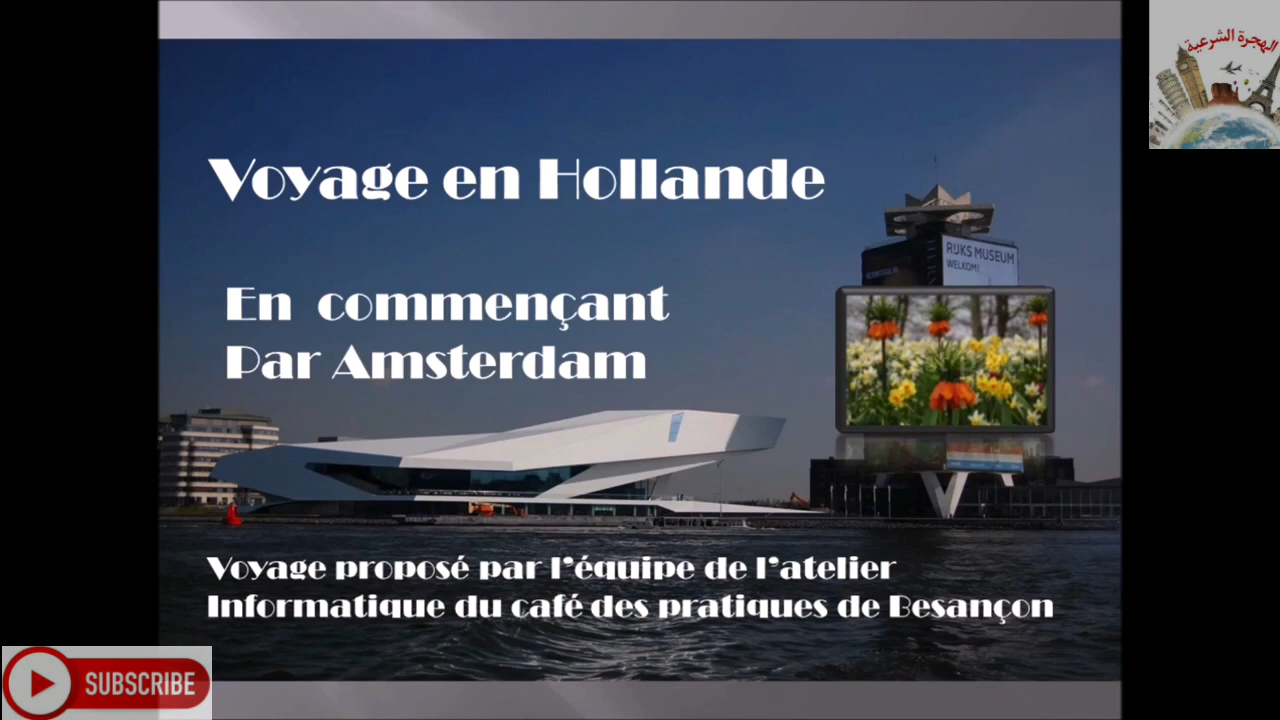 الهجرة الشرعية
Voyage en Hollande
RIJKS MUSEUM
WELKOM!
En commençant
Par Amsterdam
Voyage proposé par l'équipe de l'atelier
Informatique du café des pratiques de Besançon
SUBSCRIBE